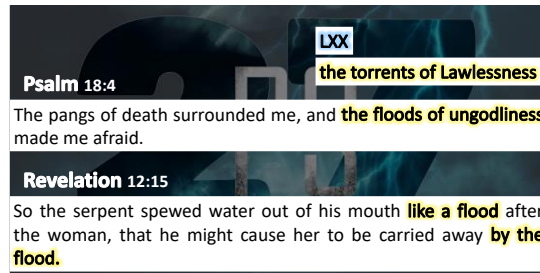 LXX
the torrents of Lawlessness
Psalm 18:4
The pangs of death surrounded me, and the floods of ungodliness
made me afraid.
Revelation 12:15
So the serpent spewed water out of his mouth like a flood after
the woman, that he might cause her to be carried away by the
flood.